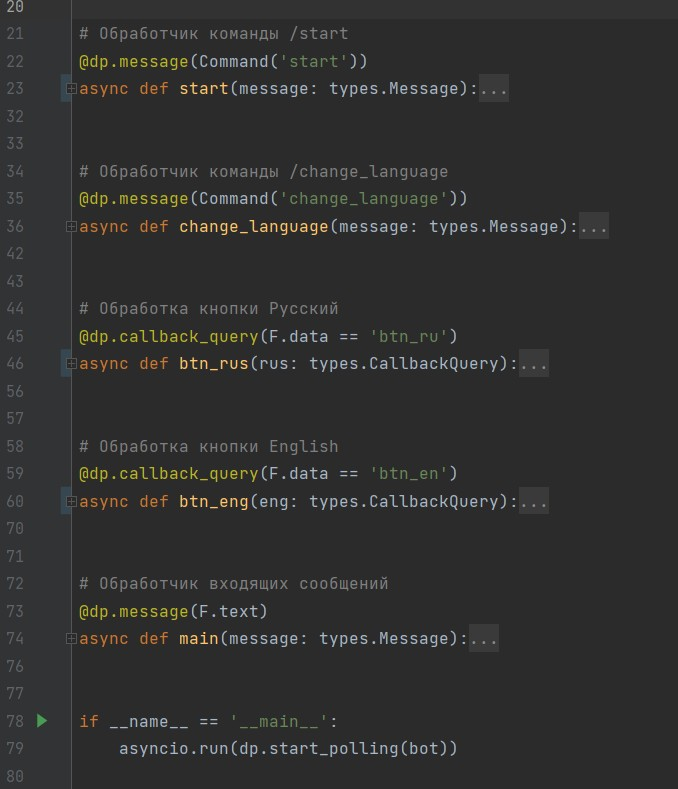 20
21 # Обработчик команды /start
22 @dp.message(Command('start'))
23 async def start(message: types.Message):...
32
33
34 # Обработчик команды /change_language
35 @dp.message(Command('change_language'))
36 async def change_language(message: types.Message):...
42
43
44 # Обработка кнопки Русский
45 @dp.callback_query(F.data == 'btn_ru')
46 async def btn_rus(rus: types.CallbackQuery):...
56
57
58 # Обработка кнопки English
59 @dp.callback_query(F.data == 'btn_en')
60 async def btn_eng(eng: types.CallbackQuery):...
70
71
72 # Обработчик входящих сообщений
73 @dp.message(F.text)
74 async def main(message: types.Message):...
76
77
78 if __name__ == '__main__':
79 asyncio.run(dp.start_polling(bot))
80